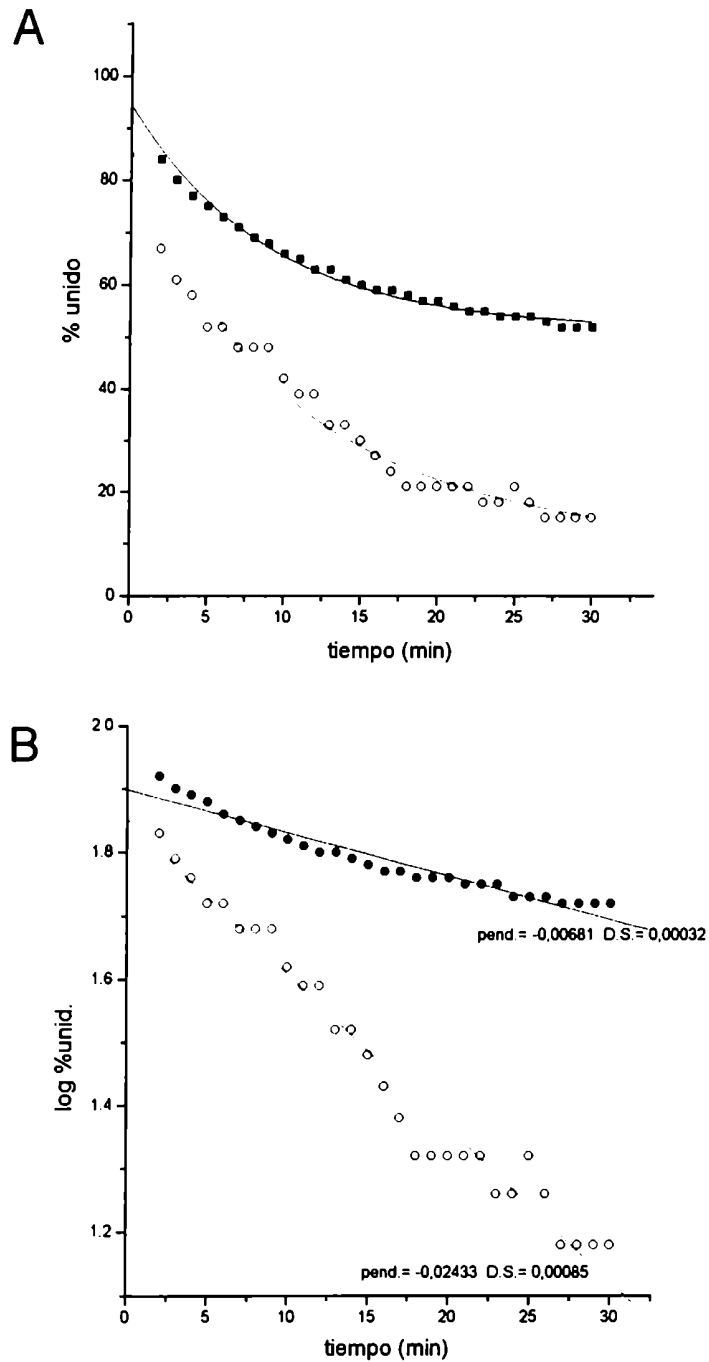 A
100
80
60
40
20
0
% unido
0 5 10 15 20 25 30
tiempo (min)
B
2.0
1.8
1.6
1.4
1.2
log %unid.
pend.= -0,00681 D.S.= 0,00032
pend.= -0,02433 D.S.= 0,00085
0 5 10 15 20 25 30
tiempo (min)